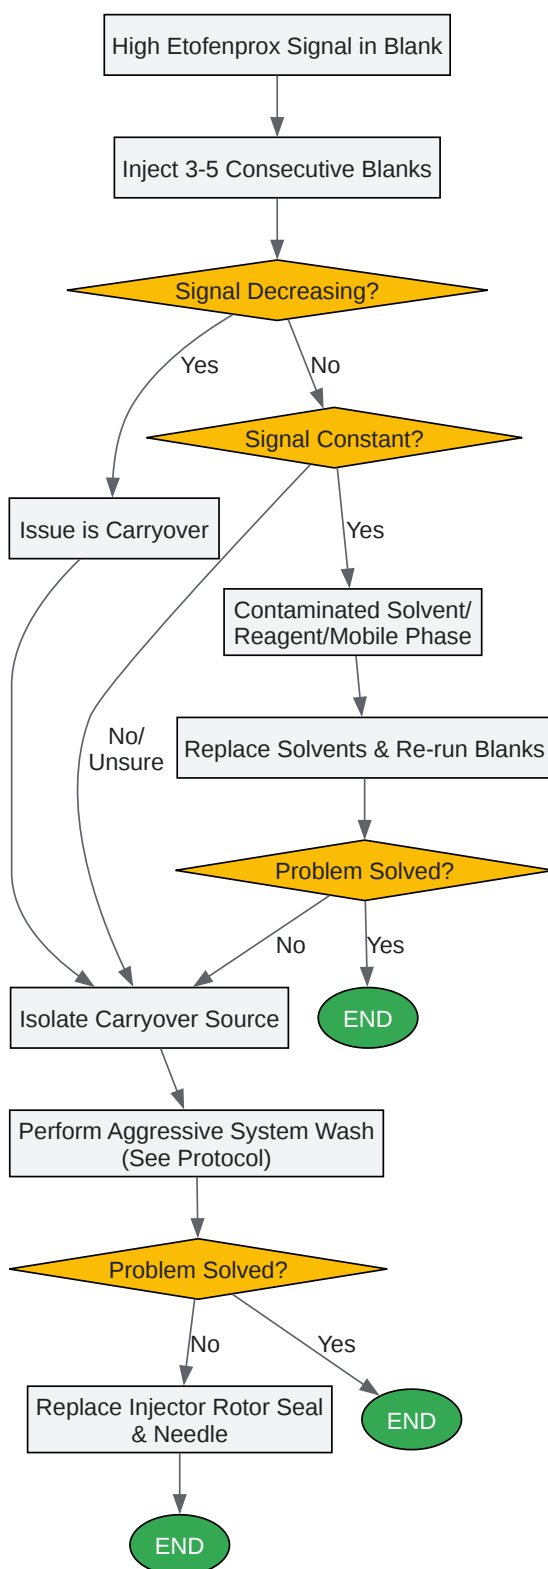 High Etofenprox Signal in Blank
Inject 3-5 Consecutive Blanks
Signal Decreasing?
Yes
No
Signal Constant?
Issue is Carryover
Yes
Contaminated Solvent/
Reagent/Mobile Phase
No/
Unsure
Replace Solvents & Re-run Blanks
Problem Solved?
No
Yes
Isolate Carryover Source
END
Perform Aggressive System Wash
(See Protocol)
Problem Solved?
No
Yes
Replace Injector Rotor Seal
& Needle
END
END